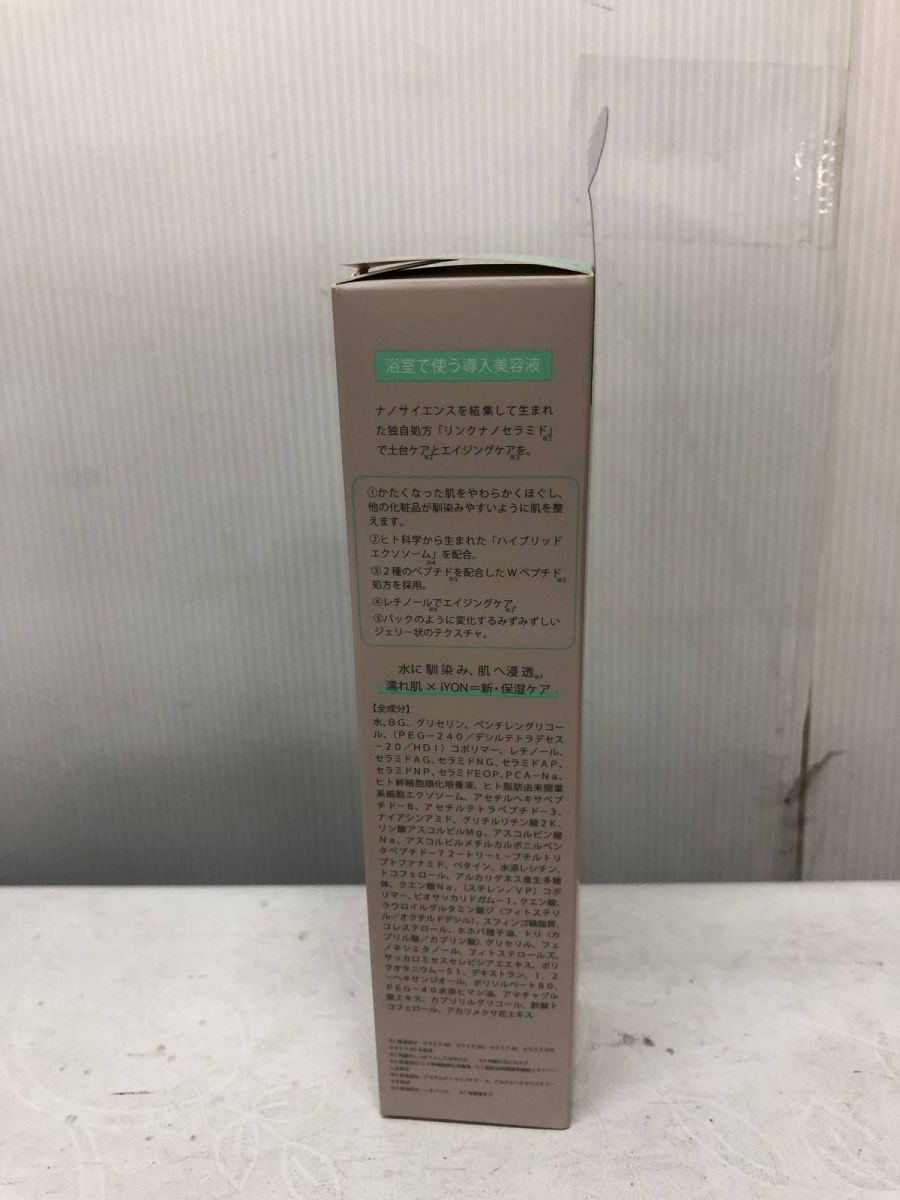 浴室で使う導入美容液
ナノサイエンスを結集して生まれ
た独自処方「リンクナノセラミド」
※1
で土台ケアとエイジングケアを。
※2 ※3
①かたくなった肌をやわらかくほぐし、
他の化粧品が馴染みやすいように肌を整
えます。
②ヒト科学から生まれた「ハイブリッド
エクソソーム」を配合。
※4
③2種のペプチドを配合したWペプチド
※5 ※5
処方を採用。
④レチノールでエイジングケア。
※6 ※3
⑤パックのように変化するみずみずしい
ジェリー状のテクスチャ。
水に馴染み、肌へ浸透
※7
濡れ肌×iYON=新・保湿ケア
【全成分】
水、BG、グリセリン、ペンチレングリコー
ル、(PEG-240/デシルテトラデセス
-20/HDI)コポリマー、レチノール、
セラミドAG、セラミドNG、セラミドAP、
セラミドNP、セラミドEOP、PCA-Na、
ヒト幹細胞順化培養液、ヒト脂肪由来間葉
系細胞エクソソーム、アセチルヘキサペプ
チド-8、アセチルテトラペプチド-3、
ナイアシンアミド、グリチルリチン酸2K、
リン酸アスコルビルMg、アスコルビン酸
Na、アスコルビルメチルカルボニルペン
タペプチド-72-トリ-t-ブチルトリ
プトファナミド、ベタイン、水添レシチン、
トコフェロール、アルカリゲネス産生多糖
体、クエン酸Na、(スチレン/VP)コポ
リマー、ビオサッカリドガム-1、クエン酸、
ラウロイルグルタミン酸ジ(フィトステリ
ル/オクチルドデシル)、スフィンゴ糖脂質、
コレステロール、ホホバ種子油、トリ(カ
プリル酸/カプリン酸)グリセリル、フェ
ノキシエタノール、フィトステロールズ、
サッカロミセスセレビシアエエキス、ポリ
クオタニウム-51、デキストラン、1,2
-ヘキサンジオール、ポリソルベート80、
PEG-40水添ヒマシ油、アマチャヅル
葉エキス、カプリリルグリコール、酢酸ト
コフェロール、アカツメクサ花エキス